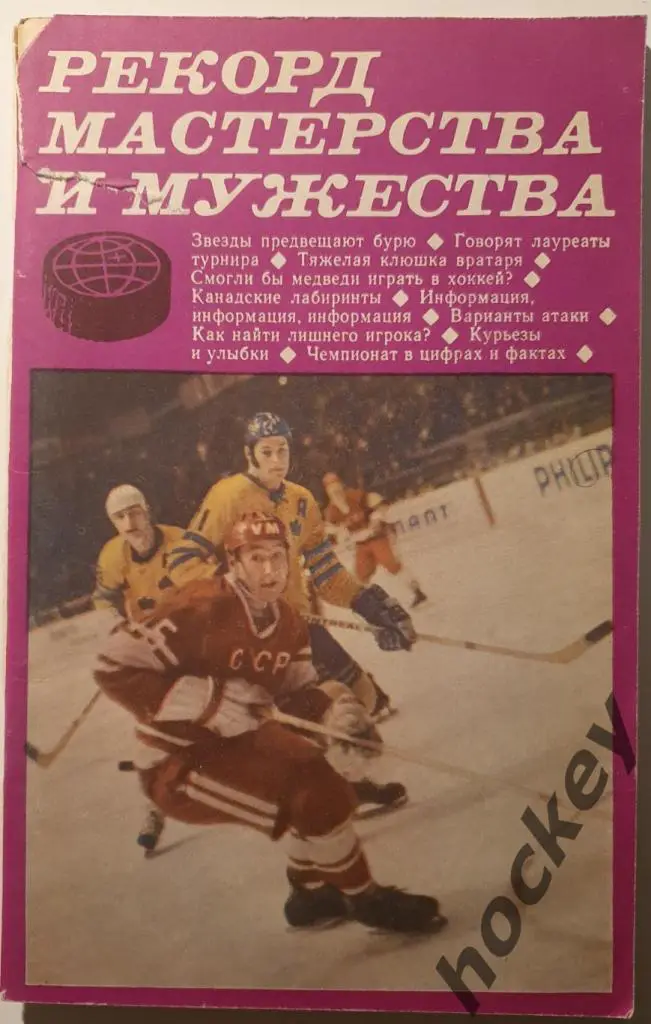 РЕКОРД
МАСТЕРСТВА
И МУЖЕСТВА
Звезды предвещают бурю ◆ Говорят лауреаты
турнира ◆ Тяжелая клюшка вратаря ◆
Смогли бы медведи играть в хоккей? ◆
Канадские лабиринты ◆ Информация,
информация, информация ◆ Варианты атаки ◆
Как найти лишнего игрока? ◆ Курьезы
и улыбки ◆ Чемпионат в цифрах и фактах ◆
PHILIP
VM
СССР
hockey